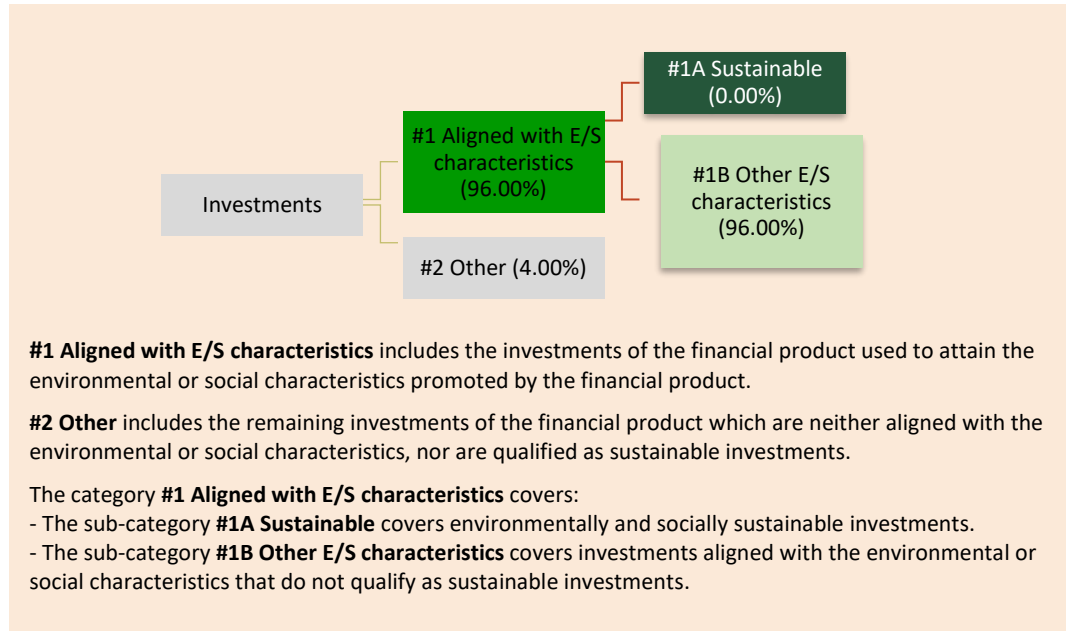 #1A Sustainable
(0.00%)
#1 Aligned with E/S
characteristics
(96.00%)
#1B Other E/S
characteristics
(96.00%)
Investments
#2 Other (4.00%)
#1 Aligned with E/S characteristics includes the investments of the financial product used to attain the
environmental or social characteristics promoted by the financial product.
#2 Other includes the remaining investments of the financial product which are neither aligned with the
environmental or social characteristics, nor are qualified as sustainable investments.
The category #1 Aligned with E/S characteristics covers:
- The sub-category #1A Sustainable covers environmentally and socially sustainable investments.
- The sub-category #1B Other E/S characteristics covers investments aligned with the environmental or
social characteristics that do not qualify as sustainable investments.